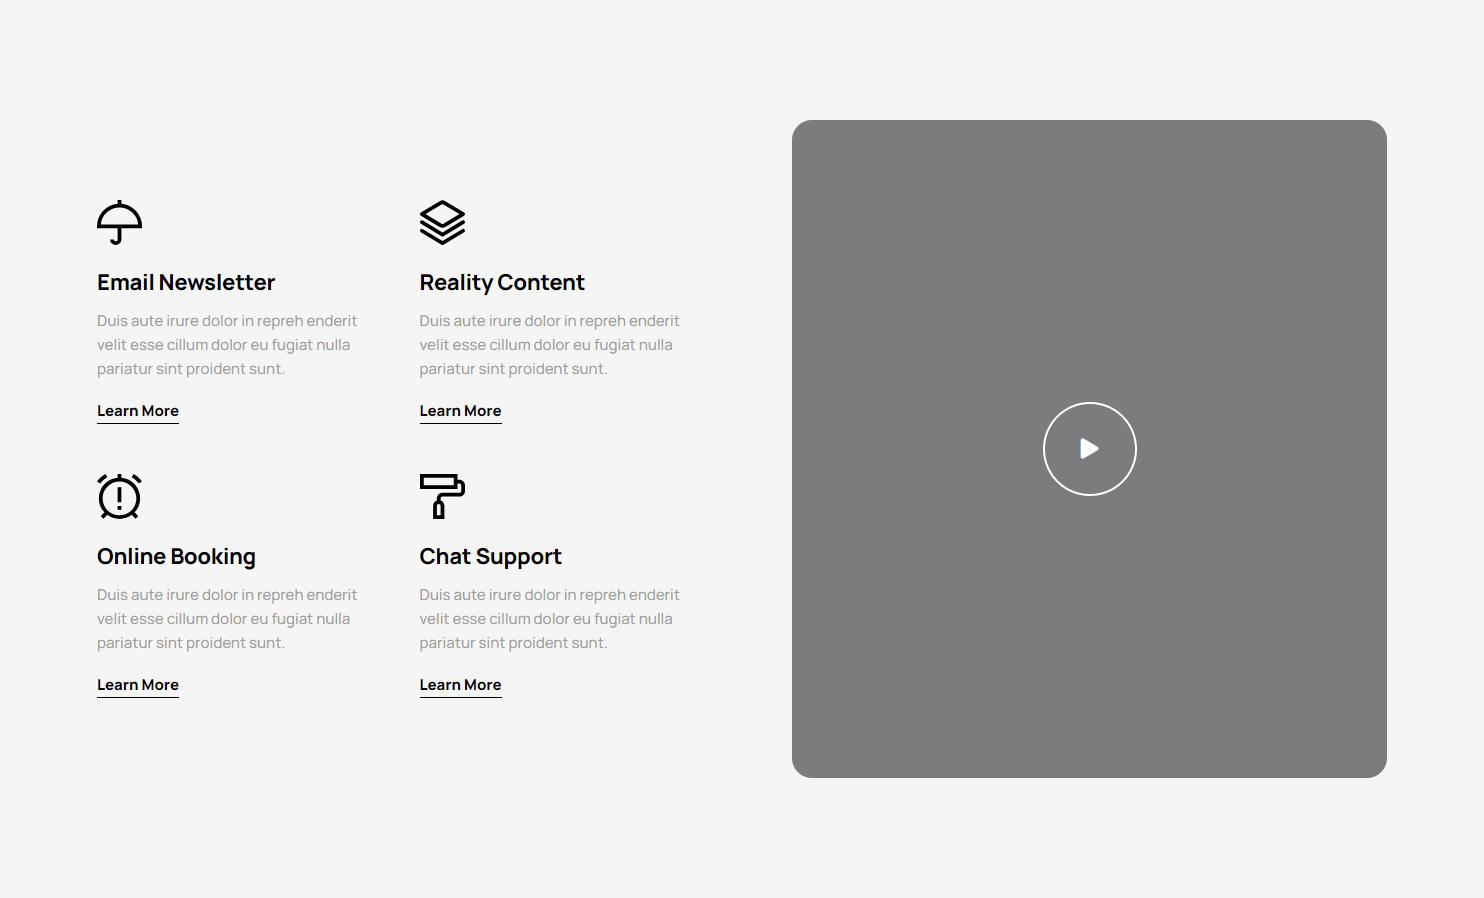 Email Newsletter
Duis aute irure dolor in repreh enderit
velit esse cillum dolor eu fugiat nulla
pariatur sint proident sunt.
Learn More
Reality Content
Duis aute irure dolor in repreh enderit
velit esse cillum dolor eu fugiat nulla
pariatur sint proident sunt.
Learn More
Online Booking
Duis aute irure dolor in repreh enderit
velit esse cillum dolor eu fugiat nulla
pariatur sint proident sunt.
Learn More
Chat Support
Duis aute irure dolor in repreh enderit
velit esse cillum dolor eu fugiat nulla
pariatur sint proident sunt.
Learn More